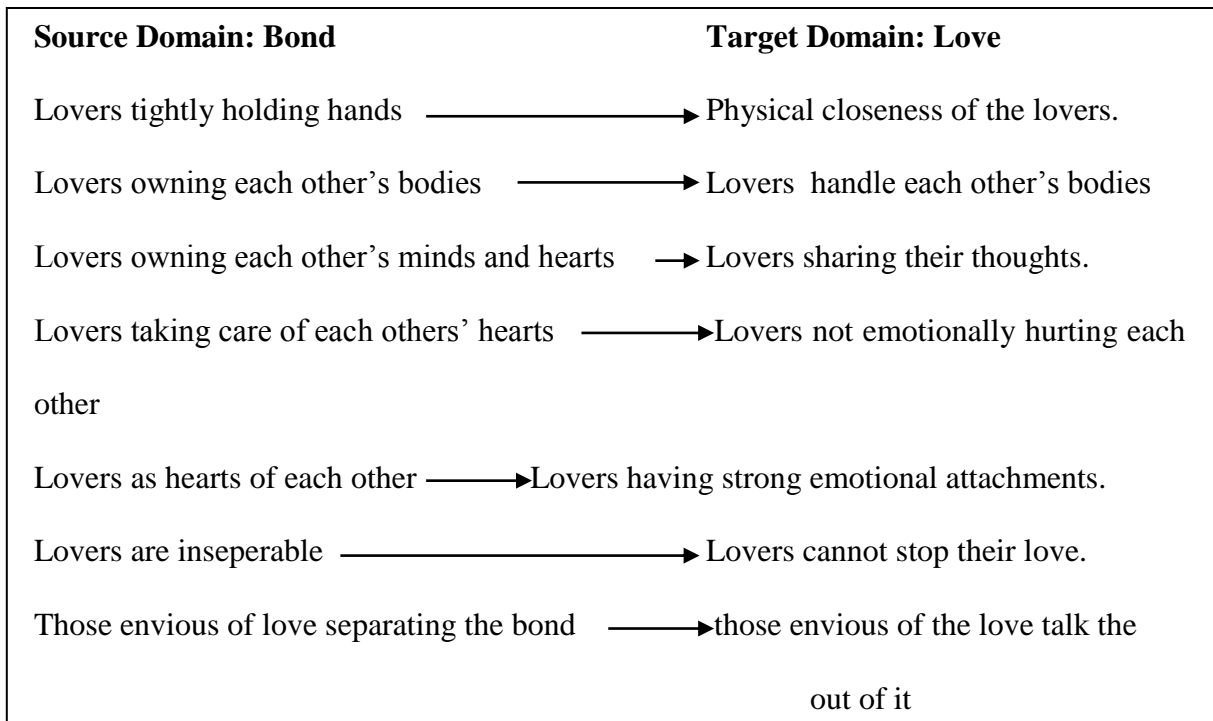 Source Domain: Bond Target Domain: Love
Lovers tightly holding hands Physical closeness of the lovers.
Lovers owning each other’s bodies Lovers handle each other’s bodies
Lovers owning each other’s minds and hearts Lovers sharing their thoughts.
Lovers taking care of each others’ hearts Lovers not emotionally hurting each
other
Lovers as hearts of each other Lovers having strong emotional attachments.
Lovers are inseperable Lovers cannot stop their love.
Those envious of love separating the bond those envious of the love talk the
out of it